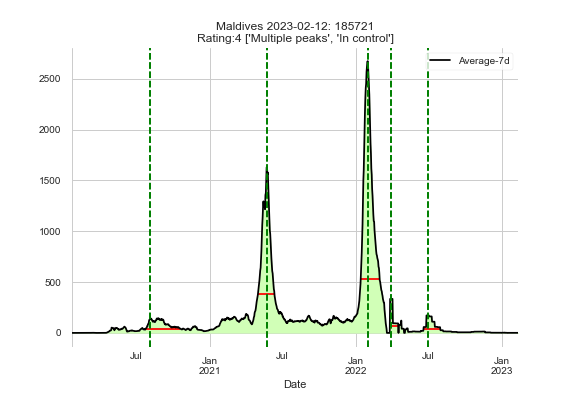 Maldives 2023-02-12: 185721
Rating:4 ['Multiple peaks', 'In control']
Average-7d
2500
2000
1500
1000
500
0
Jul
Jan
2021
Jul
Jan
2022
Jul
Jan
2023
Date